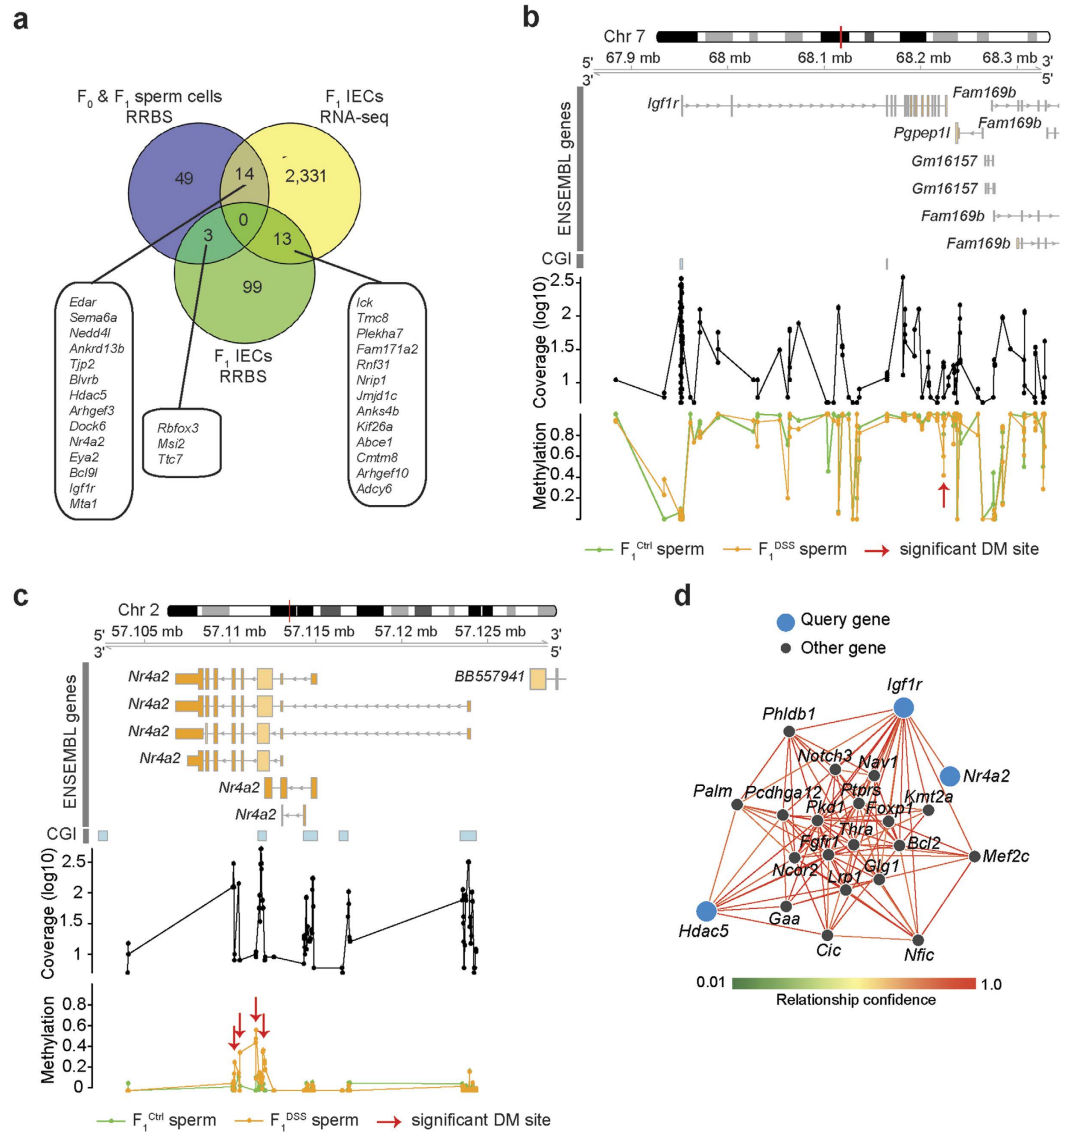 a
F0 & F1 sperm cells
RRBS
F1 IECs
RNA-seq
49
14
2,331
0
3
13
99
F1 IECs
RRBS
Edar
Sema6a
Nedd4l
Ankrd13b
Tjp2
Blvrb
Hdac5
Arhgef3
Dock6
Nr4a2
Eya2
Bcl9l
Igf1r
Mta1
Rbfox3
Msi2
Ttc7
Ick
Tmc8
Plekha7
Fam171a2
Rnf31
Nrip1
Jmjd1c
Anks4b
Kif26a
Abce1
Cmtm8
Arhgef10
Adcy6
b
Chr 7
67.9 mb 68 mb 68.1 mb 68.2 mb 68.3 mb
5' 3'
3' 5'
ENSEMBL genes
Igf1r
Fam169b
Pgpep1l
Fam169b
Gm16157
Gm16157
Fam169b
Fam169b
CGI
Coverage (log10)
2.5
2
1.5
1
Methylation
0.8
0.6
0.4
0.2
F1Ctrl sperm F1DSS sperm significant DM site
c
Chr 2
57.105 mb 57.11 mb 57.115 mb 57.12 mb 57.125 mb
5' 3'
3' 5'
ENSEMBL genes
Nr4a2
BB557941
Nr4a2
Nr4a2
Nr4a2
Nr4a2
Nr4a2
CGI
Coverage (log10)
2.5
2
1.5
1
Methylation
0.8
0.6
0.4
0.2
0
F1Ctrl sperm F1DSS sperm significant DM site
d
Query gene
Other gene
Igf1r
Phldb1
Notch3
Nav1
Nr4a2
Palm
Pcdhga12
Ptprs
Kmt2a
Pkd1
Foxp1
Thra
Fgfr1
Bcl2
Mef2c
Ncor2
Lrp1
Glg1
Hdac5
Gaa
Cic
Nfic
0.01 1.0
Relationship confidence